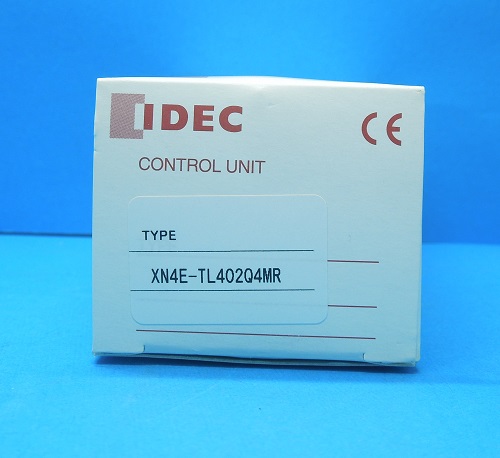 IDEC
CE
CONTROL UNIT
TYPE
XN4E-TL402Q4MR